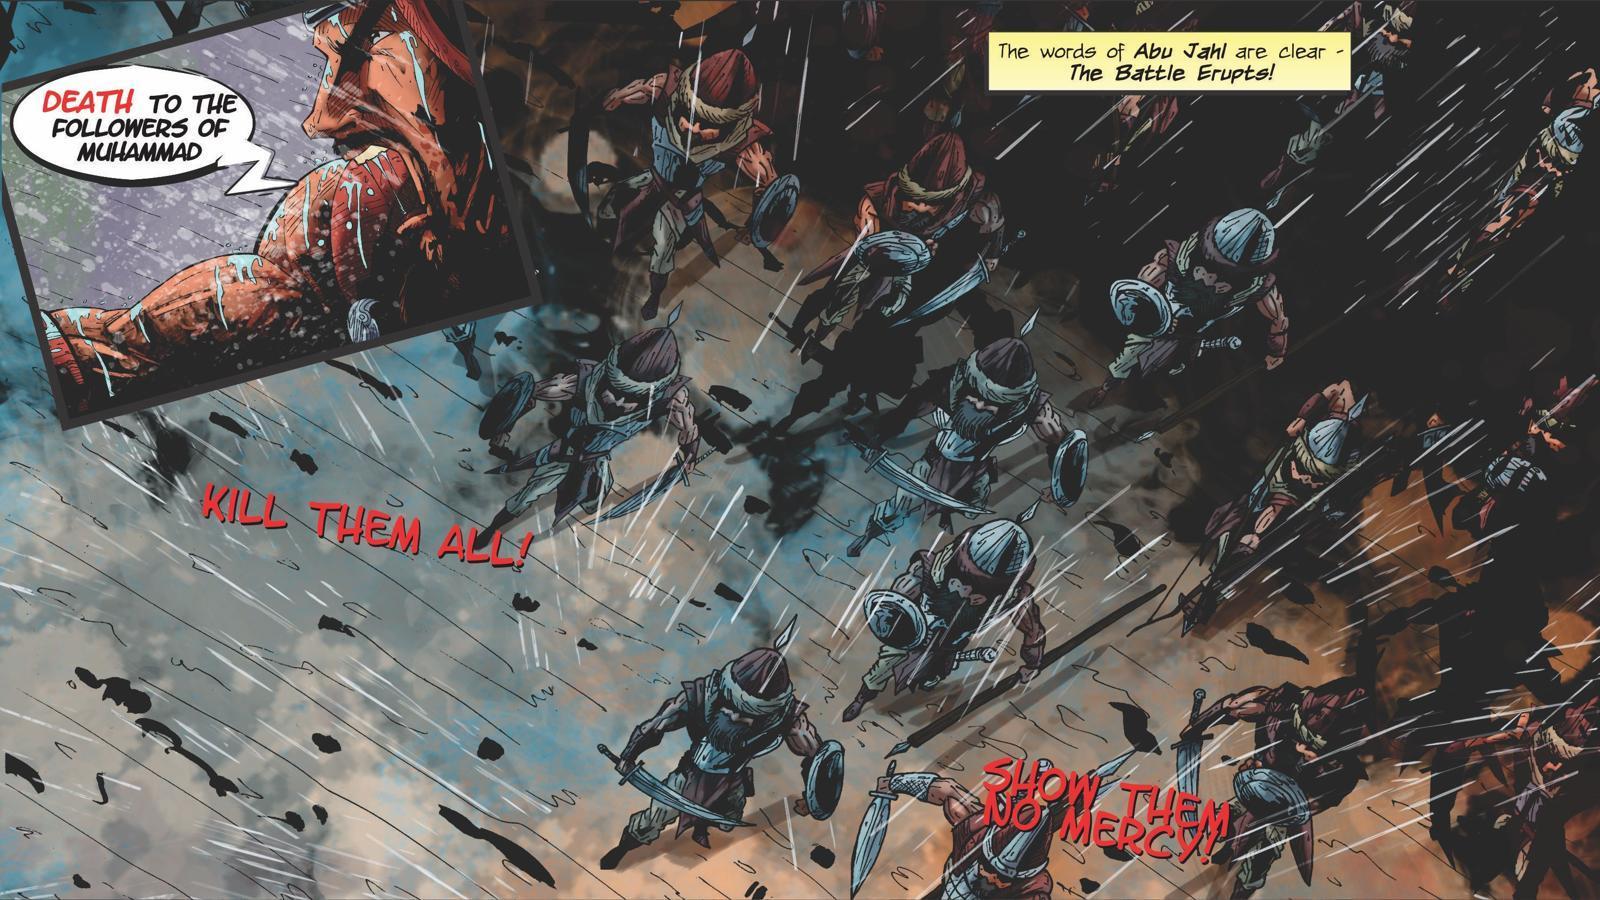 DEATH TO THE
FOLLOWERS OF
MUHAMMAD
The words of Abu Jahl are clear -
The Battle Erupts!
KILL THEM ALL!
SHOW THEM
NO MERCY!